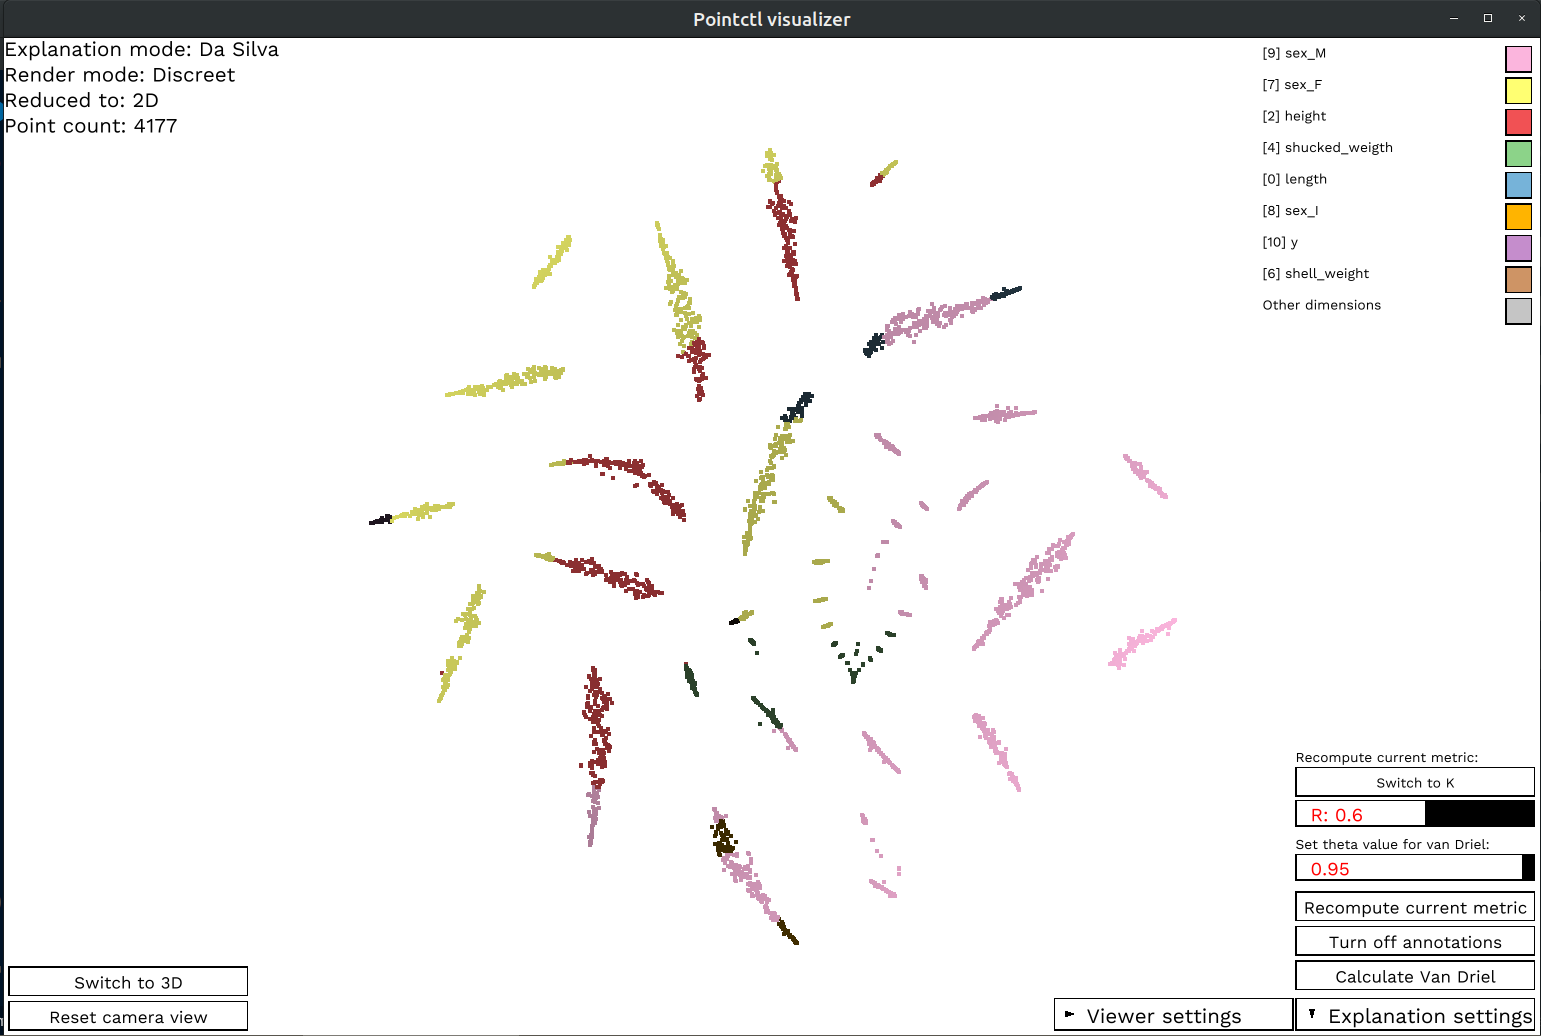 Pointctl visualizer
Explanation mode: Da Silva
Render mode: Discreet
Reduced to: 2D
Point count: 4177
[9] sex_M
[7] sex_F
[2] height
[4] shucked_weigth
[0] length
[8] sex_I
[10] y
[6] shell_weight
Other dimensions
Recompute current metric:
Switch to K
R: 0.6
Set theta value for van Driel:
0.95
Recompute current metric
Turn off annotations
Calculate Van Driel
Switch to 3D
Reset camera view
Viewer settings
Explanation settings